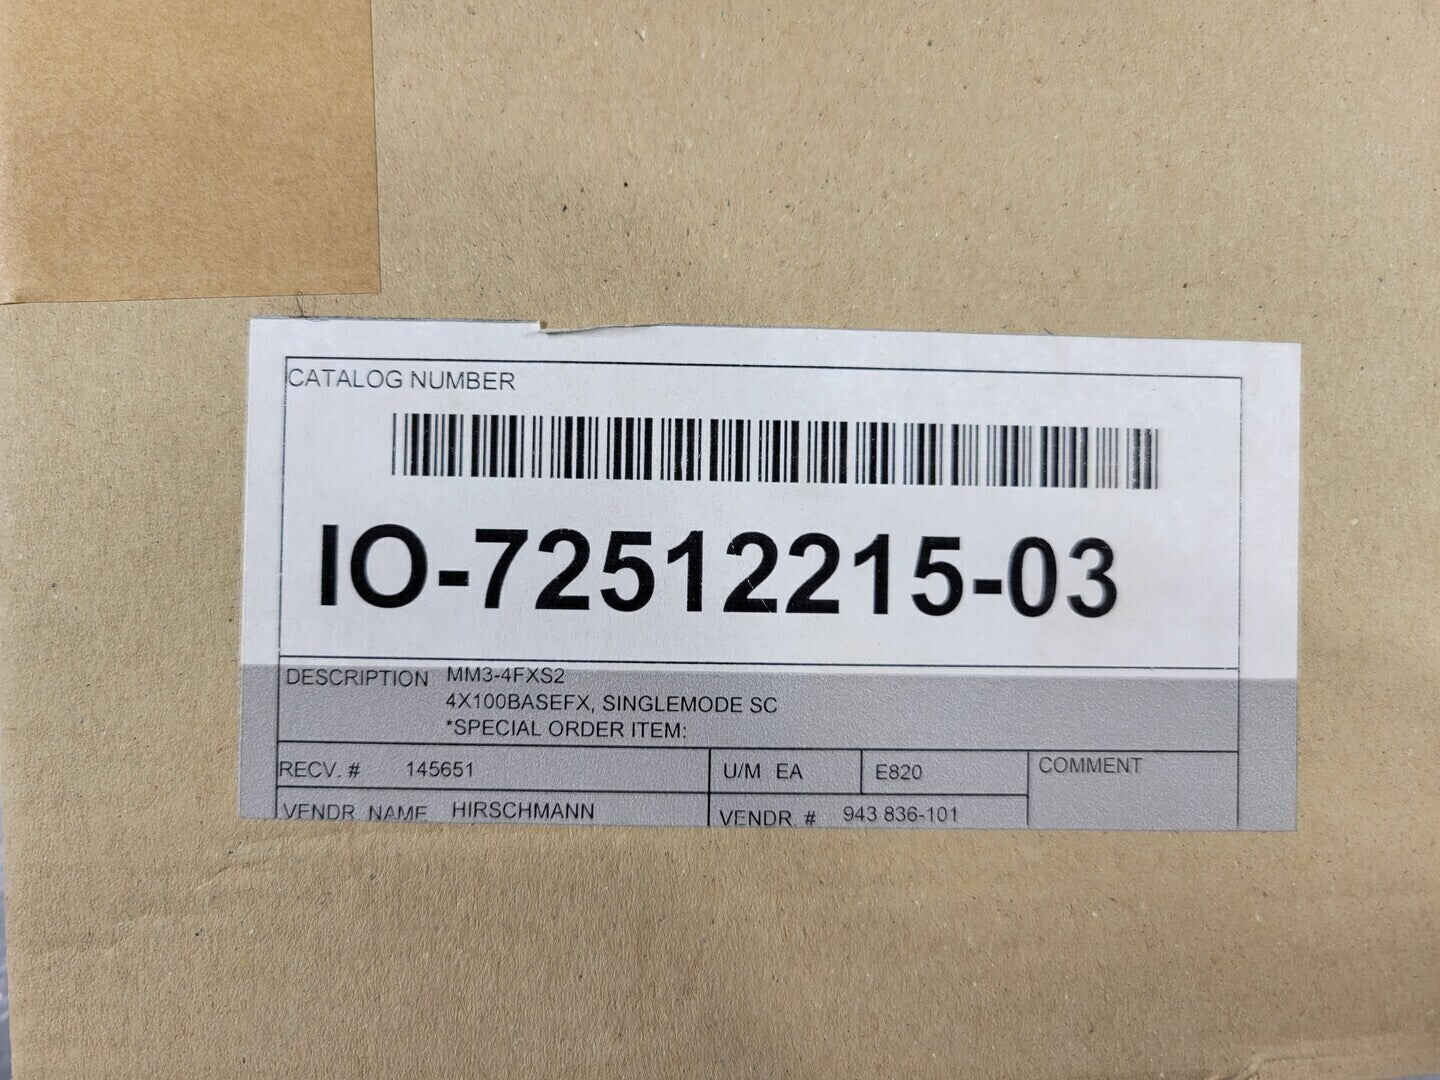 CATALOG NUMBER
IO-72512215-03
DESCRIPTION MM3-4FXS2
4X100BASEFX, SINGLEMODE SC
*SPECIAL ORDER ITEM:
RECV. # 145651 U/M EA E820 COMMENT
VENDR. NAME HIRSCHMANN VENDR. # 943 836-101